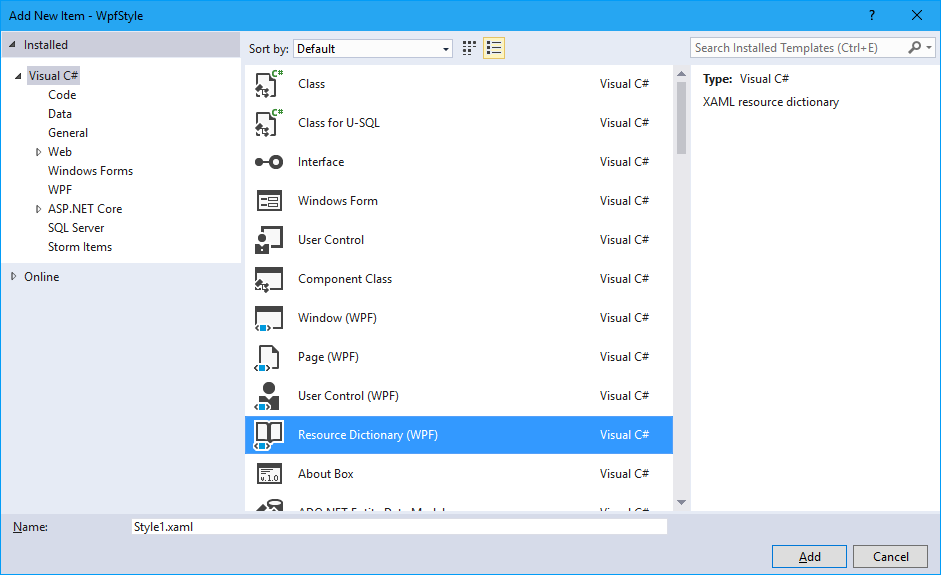 Add New Item - WpfStyle
?
Installed
Sort by: Default
Search Installed Templates (Ctrl+E)
Visual C#
Code
Data
General
Web
Windows Forms
WPF
ASP.NET Core
SQL Server
Storm Items
Online
C# Class Visual C#
C# Class for U-SQL Visual C#
Interface Visual C#
Windows Form Visual C#
User Control Visual C#
Component Class Visual C#
Window (WPF) Visual C#
Page (WPF) Visual C#
User Control (WPF) Visual C#
Resource Dictionary (WPF) Visual C#
v.1.0 About Box Visual C#
Type: Visual C#
XAML resource dictionary
Name: Style1.xaml
Add Cancel